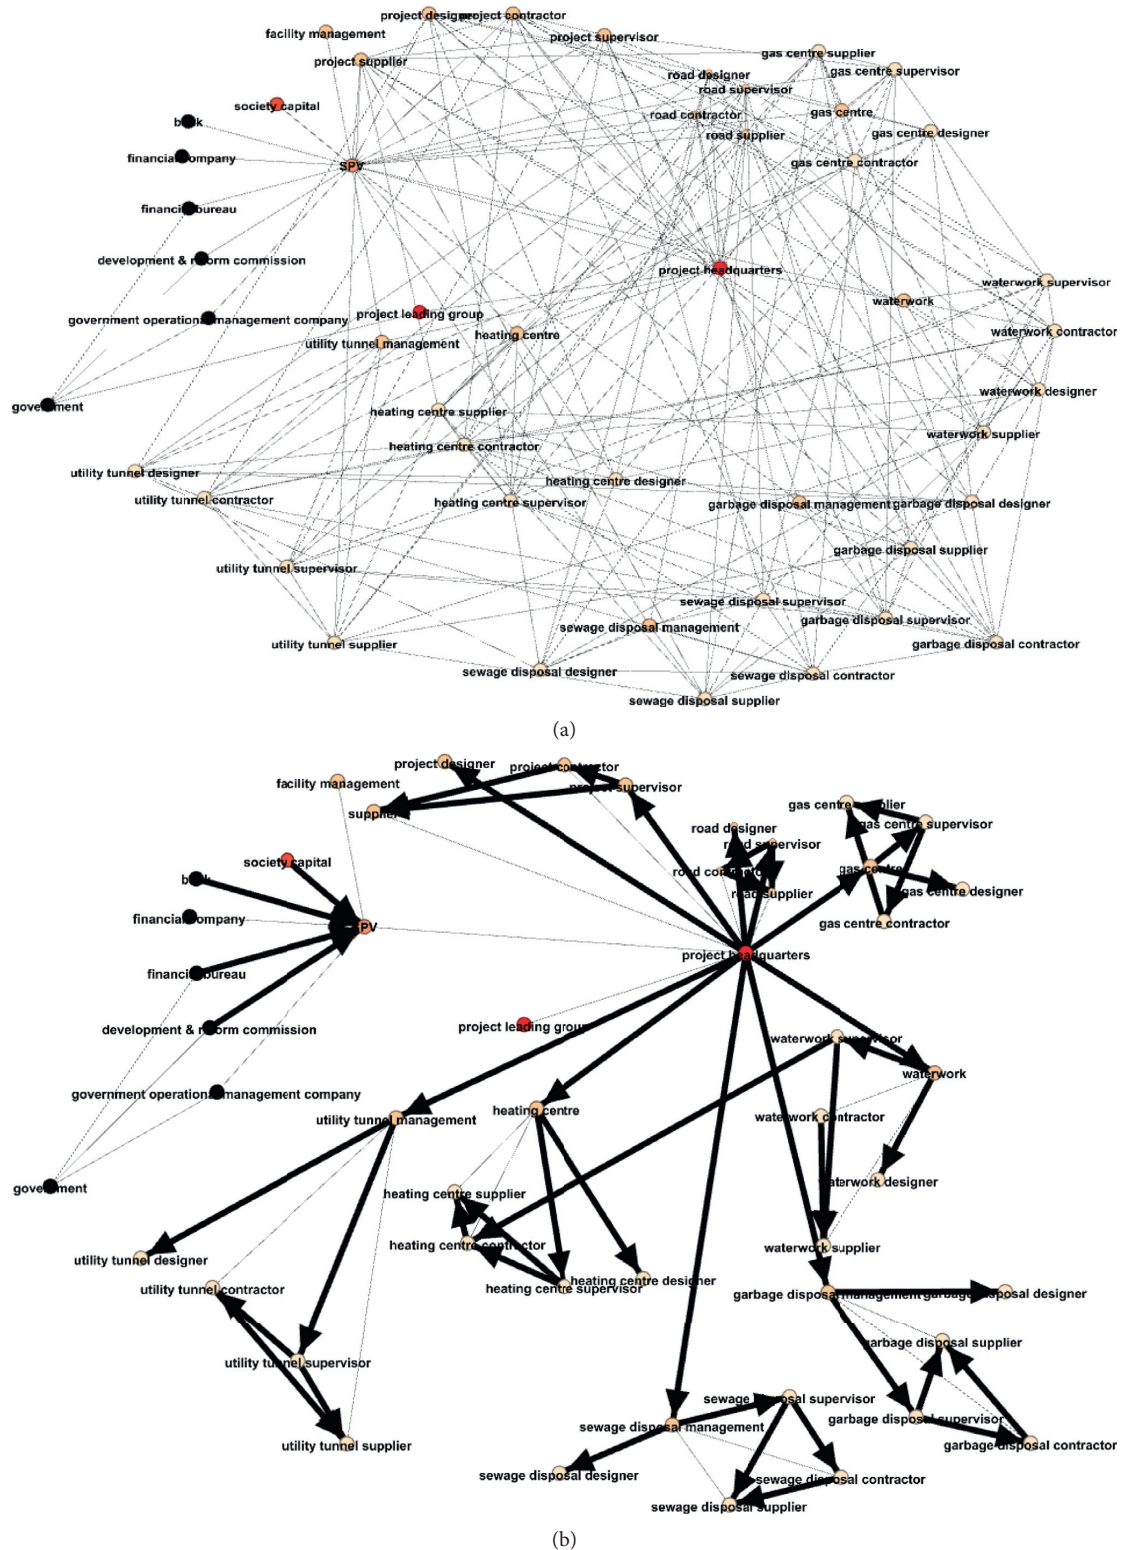 project designer project contractor
facility management
project supervisor
project supplier
gas centre supplier
road designer
gas centre supervisor
road supervisor
society capital
road contractor
gas centre
bank
road supplier
gas centre designer
financial company
gas centre contractor
SPV
financial bureau
development & reform commission
project headquarters
waterwork supervisor
waterwork
project leading group
government operational management company
waterwork contractor
heating centre
utility tunnel management
waterwork designer
government
heating centre supplier
waterwork supplier
heating centre contractor
utility tunnel designer
heating centre designer
utility tunnel contractor
heating centre supervisor
garbage disposal management garbage disposal designer
garbage disposal supplier
utility tunnel supervisor
sewage disposal supervisor
garbage disposal supervisor
sewage disposal management
utility tunnel supplier
garbage disposal contractor
sewage disposal designer
sewage disposal contractor
sewage disposal supplier
(a)
project designer
project contractor
facility management
project supervisor
gas centre supplier
supplier
gas centre supervisor
road designer
road supervisor
society capital
road contractor
gas centre
bank
road supplier
gas centre designer
financial company
gas centre contractor
SPV
project headquarters
financial bureau
project leading group
development & reform commission
waterwork supervisor
waterwork
government operational management company
heating centre
waterwork contractor
utility tunnel management
waterwork designer
government
heating centre supplier
heating centre contractor
waterwork supplier
utility tunnel designer
heating centre designer
utility tunnel contractor
heating centre supervisor
garbage disposal management garbage disposal designer
garbage disposal supplier
utility tunnel supervisor
sewage disposal supervisor
garbage disposal supervisor
sewage disposal management
utility tunnel supplier
garbage disposal contractor
sewage disposal designer
sewage disposal contractor
sewage disposal supplier
(b)